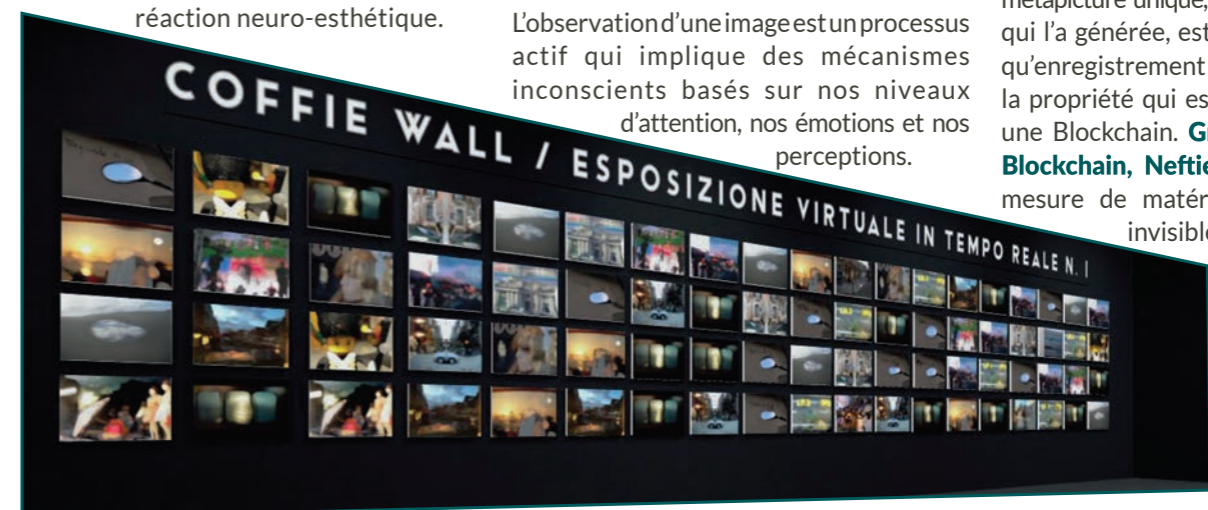 réaction neuro-esthétique.
L’observation d’une image est un processus
actif qui implique des mécanismes
inconscients basés sur nos niveaux
d’attention, nos émotions et nos
perceptions.
qui l’a générée, est
qu’enregistrement
la propriété qui es
une Blockchain. G
Blockchain, Neftie
mesure de matér
invisible
COFFIE WALL / ESPOSIZIONE VIRTUALE IN TEMPO REALE N. 1